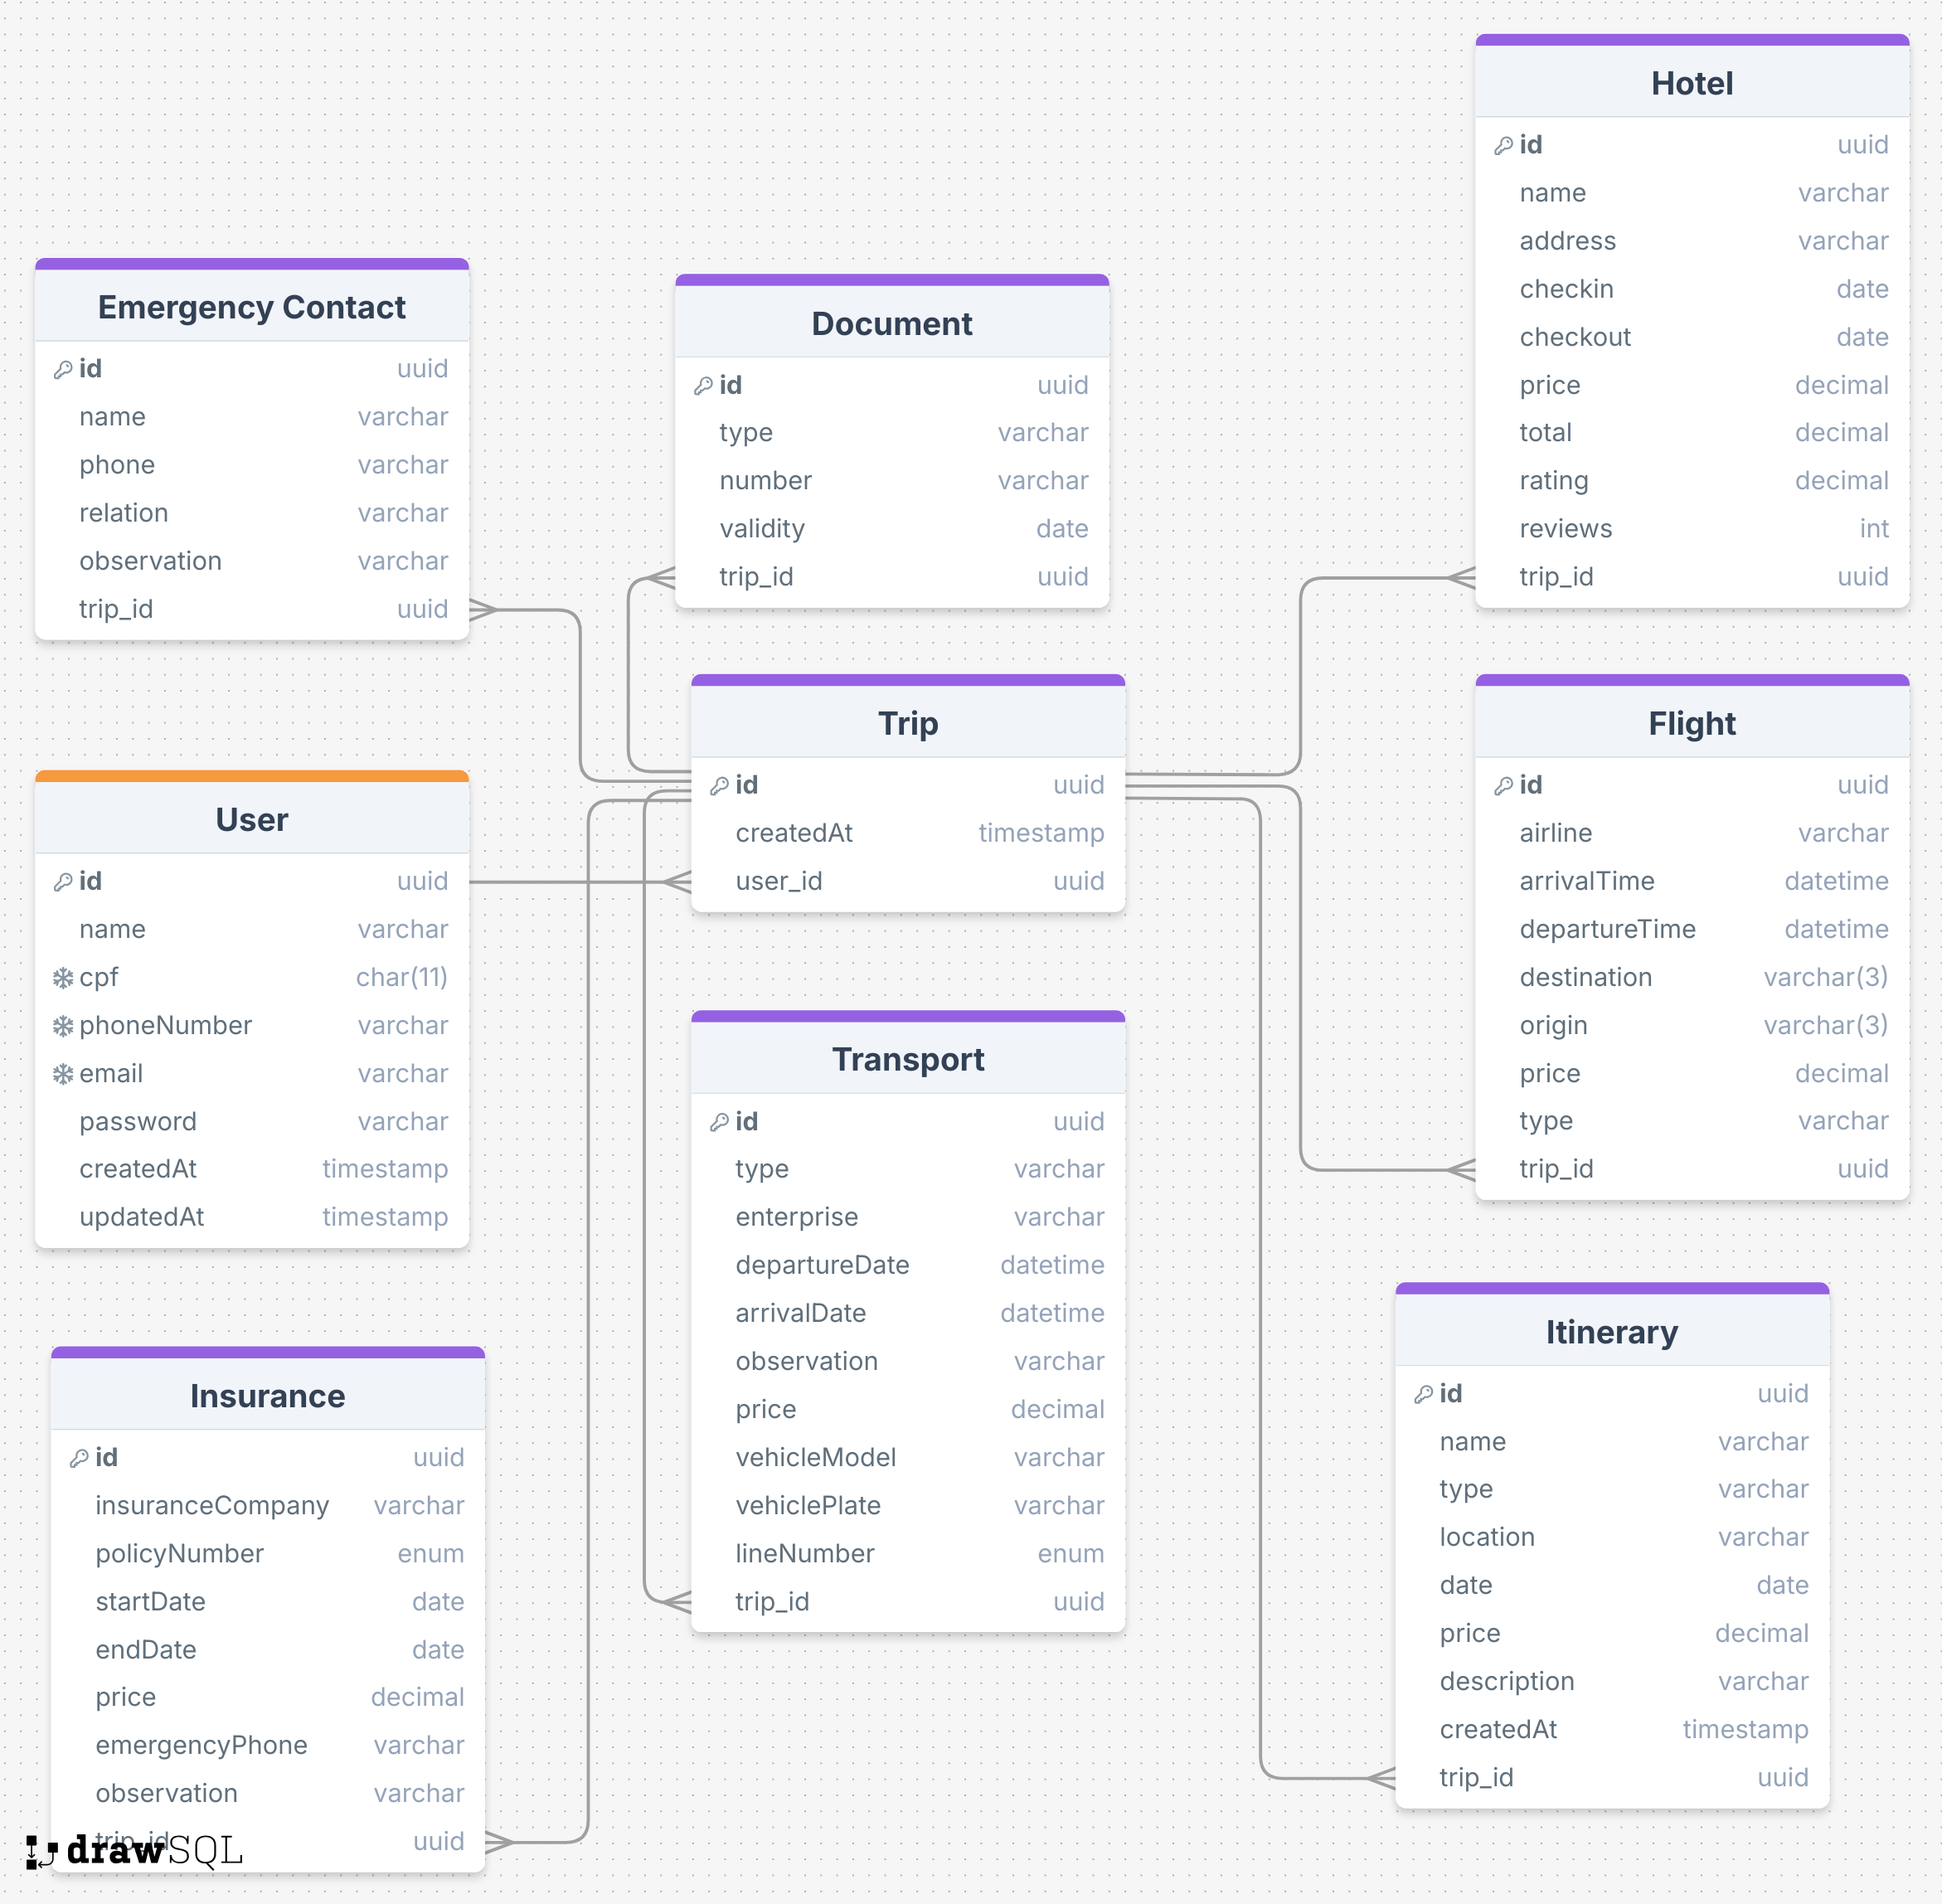 Hotel
id uuid
name varchar
address varchar
checkin date
checkout date
price decimal
total decimal
rating decimal
reviews int
trip_id uuid
Emergency Contact
id uuid
name varchar
phone varchar
relation varchar
observation varchar
trip_id uuid
Document
id uuid
type varchar
number varchar
validity date
trip_id uuid
Trip
id uuid
createdAt timestamp
user_id uuid
Flight
id uuid
airline varchar
arrivalTime datetime
departureTime datetime
destination varchar(3)
origin varchar(3)
price decimal
type varchar
trip_id uuid
User
id uuid
name varchar
cpf char(11)
phoneNumber varchar
email varchar
password varchar
createdAt timestamp
updatedAt timestamp
Transport
id uuid
type varchar
enterprise varchar
departureDate datetime
arrivalDate datetime
observation varchar
price decimal
vehicleModel varchar
vehiclePlate varchar
lineNumber enum
trip_id uuid
Itinerary
id uuid
name varchar
type varchar
location varchar
date date
price decimal
description varchar
createdAt timestamp
trip_id uuid
Insurance
id uuid
insuranceCompany varchar
policyNumber enum
startDate date
endDate date
price decimal
emergencyPhone varchar
observation varchar
trip_id uuid
drawSQL